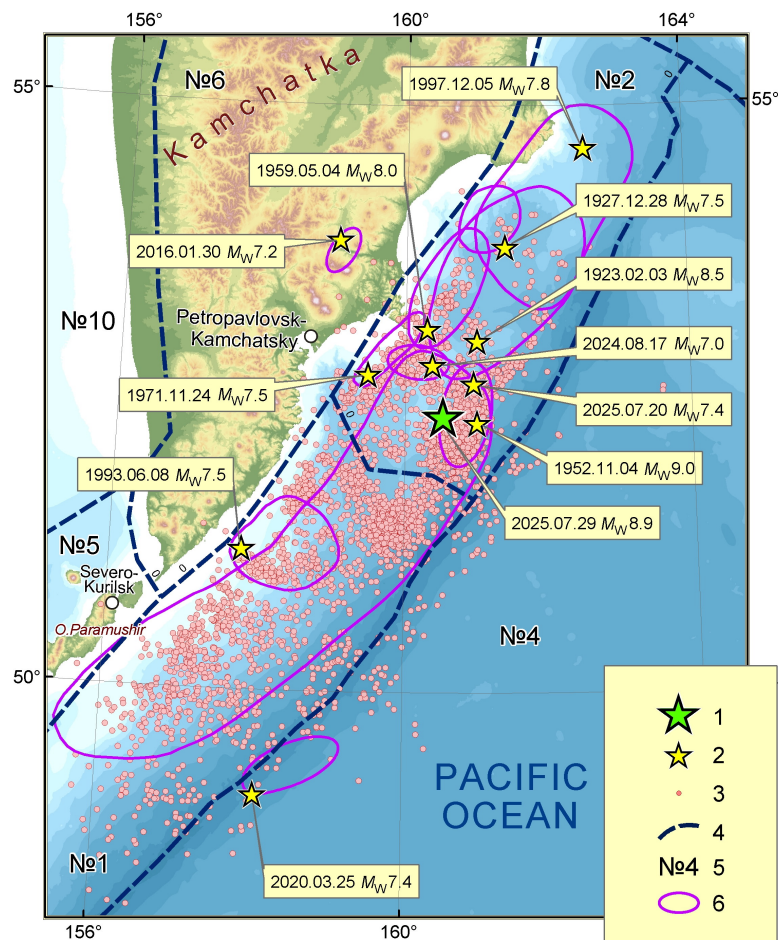 156° 160° 164°
55°
55°
№6
Kamchatka
№2
1997.12.05 MW7.8
1959.05.04 MW8.0
1927.12.28 MW7.5
2016.01.30 MW7.2
1923.02.03 MW8.5
№10
Petropavlovsk-
Kamchatsky
2024.08.17 MW7.0
1971.11.24 MW7.5
2025.07.20 MW7.4
1952.11.04 MW9.0
1993.06.08 MW7.5
2025.07.29 MW8.9
№5
Severo-
Kurilsk
O.Paramushir
№4
50°
PACIFIC
OCEAN
№1
2020.03.25 MW7.4
1
2
3
4
№4 5
6
156° 160°